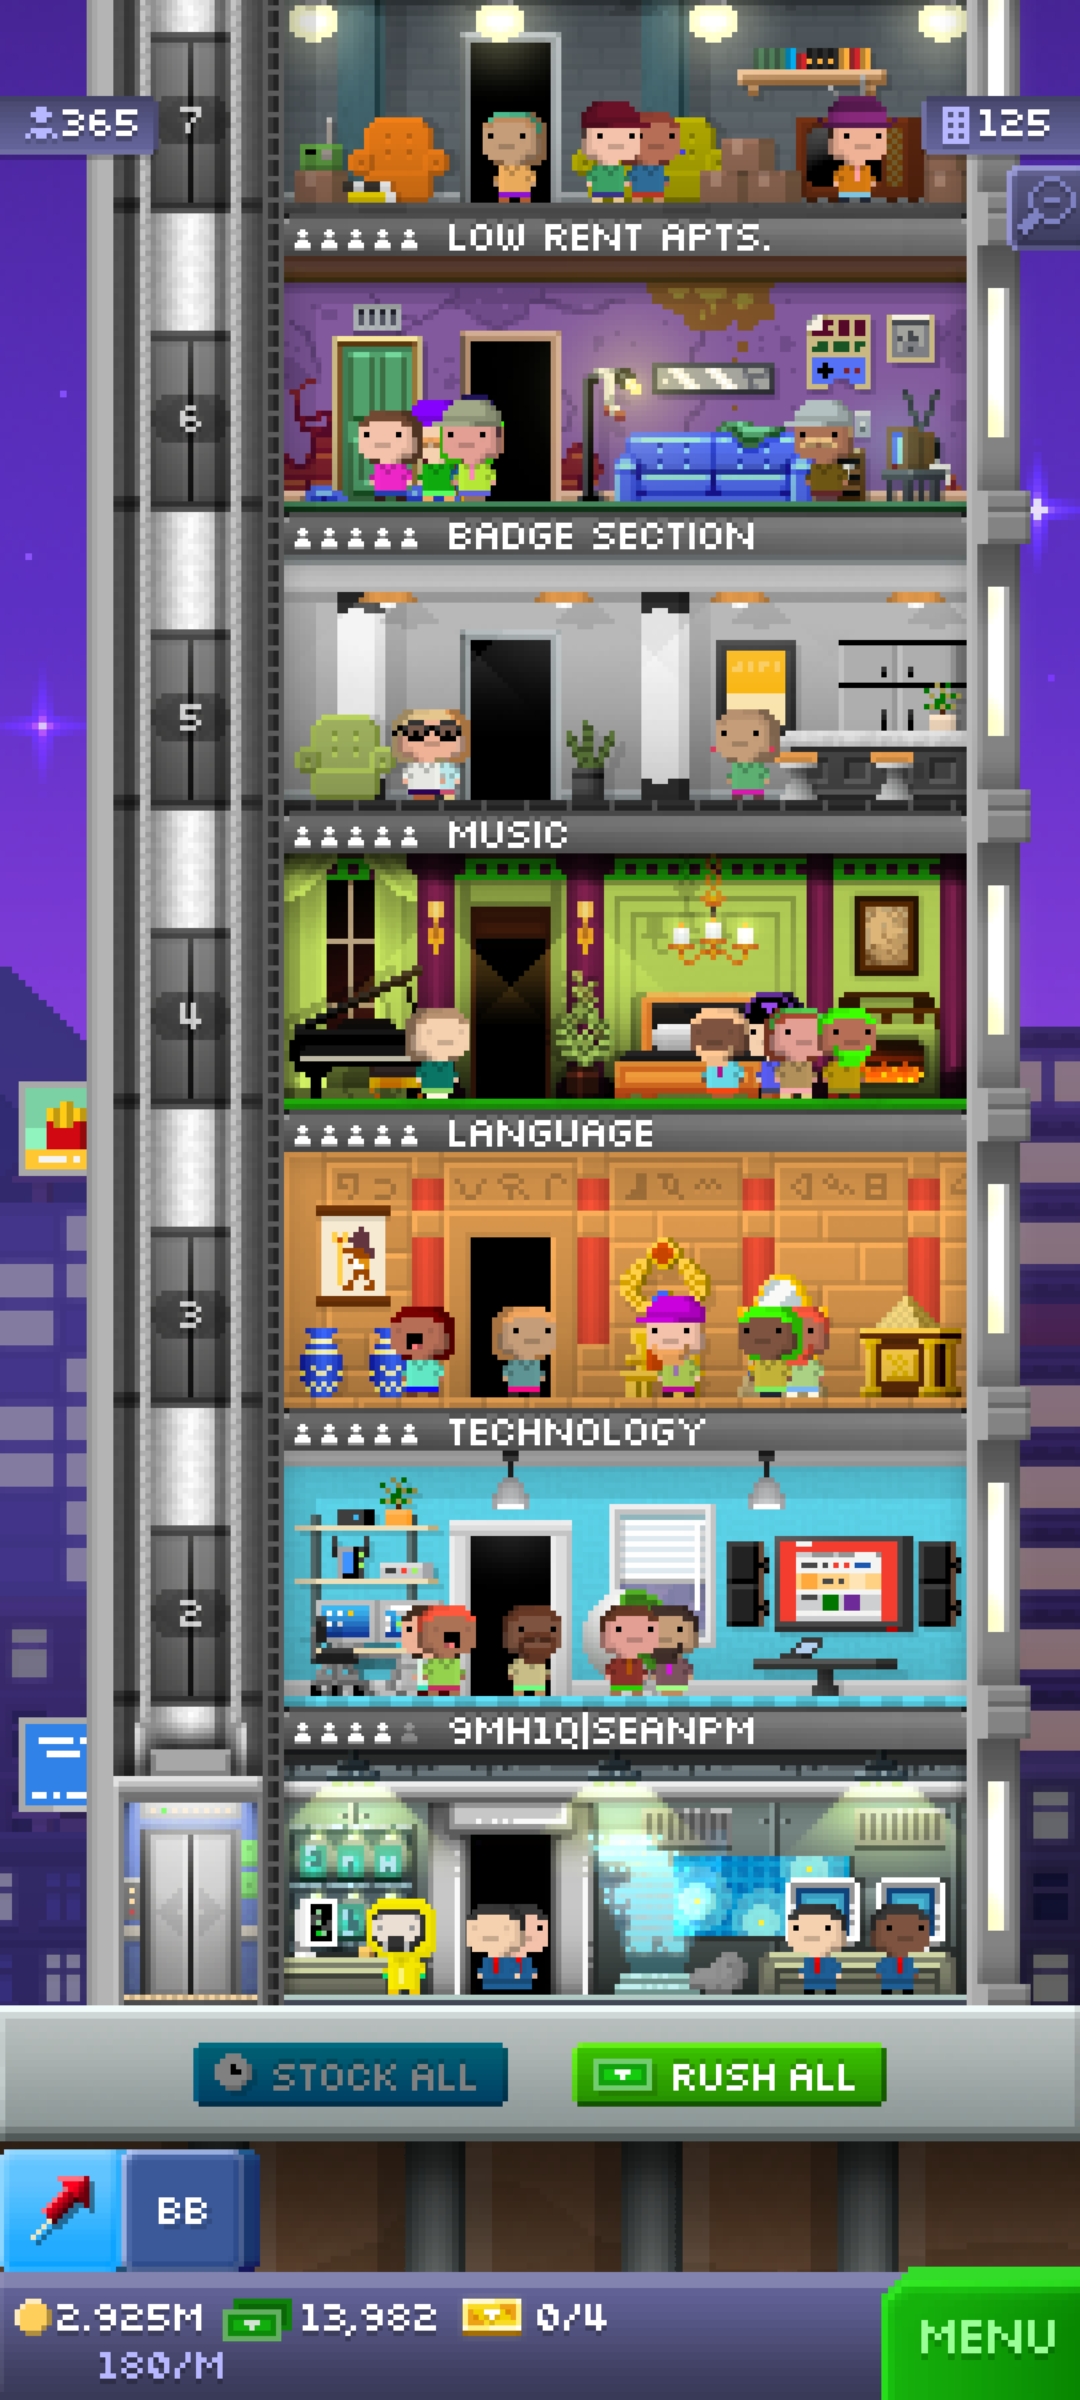 365
7
125
LOW RENT APTS.
6
BADGE SECTION
5
MUSIC
4
LANGUAGE
3
TECHNOLOGY
2
9MH1Q|SEANPM
STOCK ALL
RUSH ALL
BB
2.925M
13,982
0/4
180/M
MENU